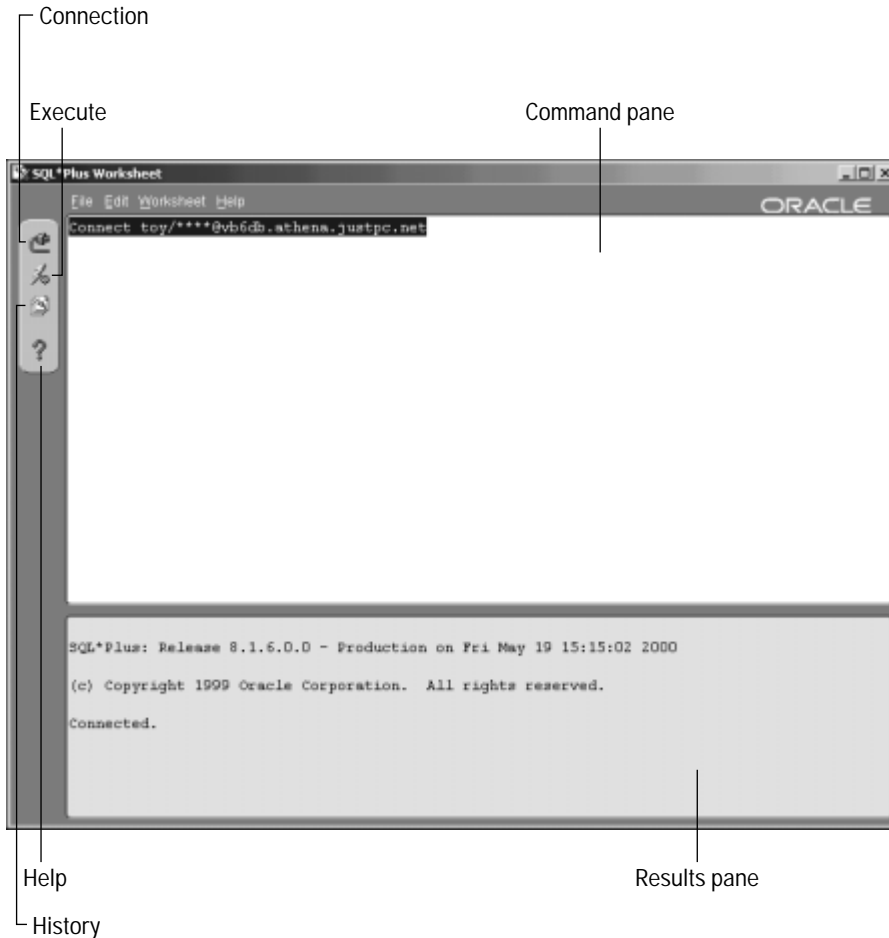 Connection
Execute
Command pane
SQL*Plus Worksheet
File Edit Worksheet Help
ORACLE
Connect toy/****@vb6db.athena.justpc.net
?
SQL*Plus: Release 8.1.6.0.0 - Production on Fri May 19 15:15:02 2000
(c) Copyright 1999 Oracle Corporation.  All rights reserved.
Connected.
Help
Results pane
History